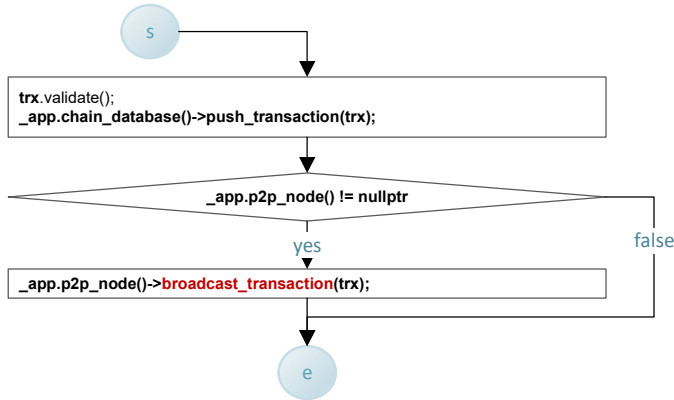 s
trx.validate();
_app.chain_database()->push_transaction(trx);
_app.p2p_node() != nullptr
yes
false
_app.p2p_node()->broadcast_transaction(trx);
e